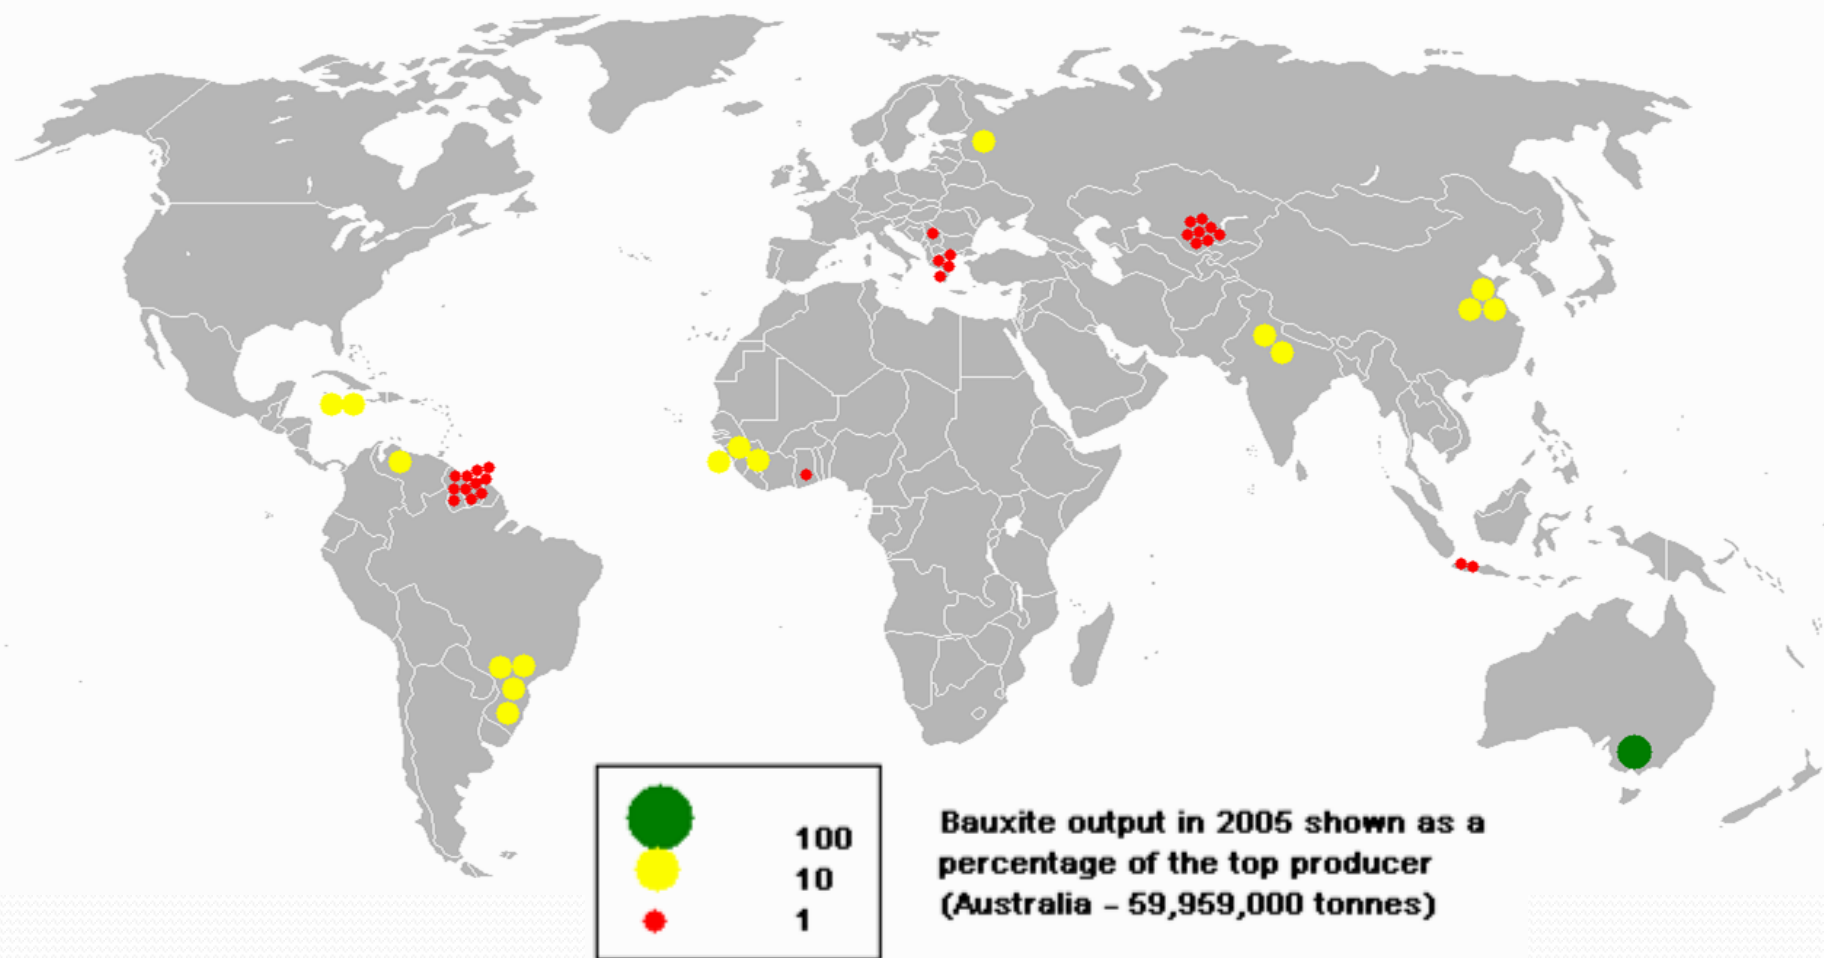 100
10
1
Bauxite output in 2005 shown as a
percentage of the top producer
(Australia - 59,959,000 tonnes)